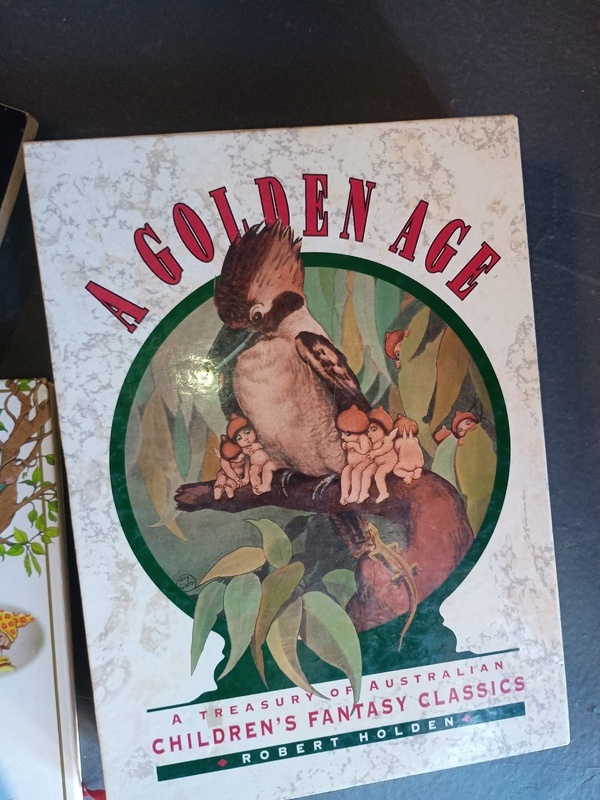 A GOLDEN AGE
A TREASURY OF AUSTRALIAN
CHILDREN'S FANTASY CLASSICS
ROBERT HOLDEN